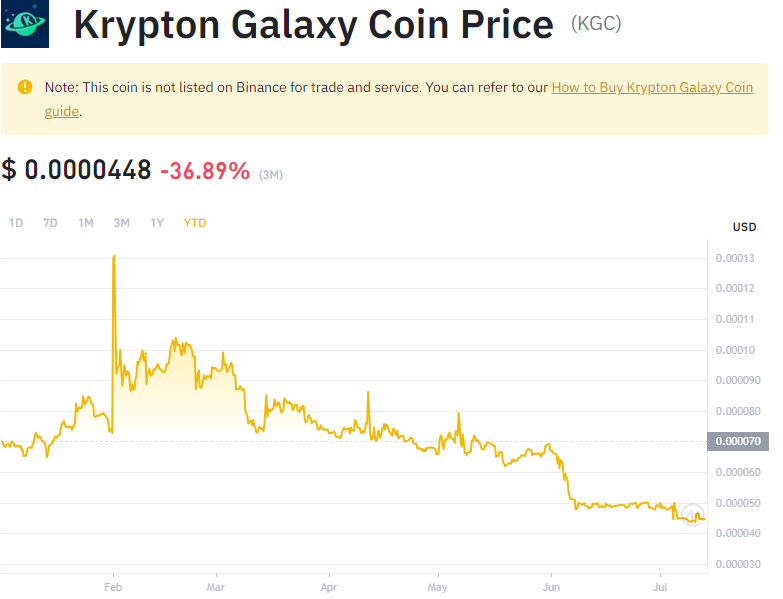 K
Krypton Galaxy Coin Price (KGC)
Note: This coin is not listed on Binance for trade and service. You can refer to our How to Buy Krypton Galaxy Coin
guide.
$ 0.0000448 -36.89% (3M)
1D 7D 1M 3M 1Y YTD
USD
0.00013
0.00012
0.00011
0.00010
0.000090
0.000080
0.000070
0.000060
0.000050
0.000040
0.000030
Feb Mar Apr May Jun Jul